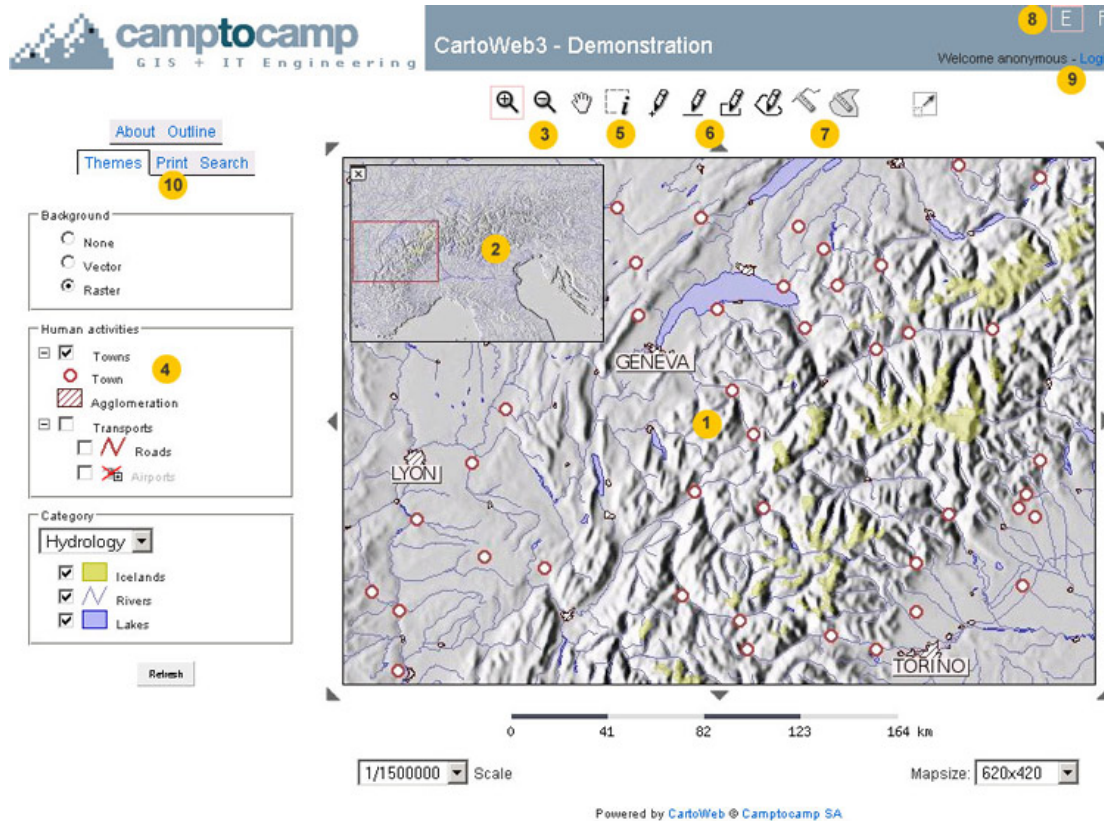 camptocamp
GIS + IT Engineering
CartoWeb3 - Demonstration
8 E F
Welcome anonymous - Logi
9
3 5 6 7
About Outline
Themes Print Search
10
Background
None
Vector
Raster
Human activities
Towns
4
Town
Agglomeration
Transports
Roads
Airports
Category
Hydrology
Icelands
Rivers
Lakes
Refresh
x
2
GENEVA
1
LYON
TORINO
0 41 82 123 164 km
1/1500000 Scale
Mapsize: 620x420
Powered by CartoWeb © Camptocamp SA